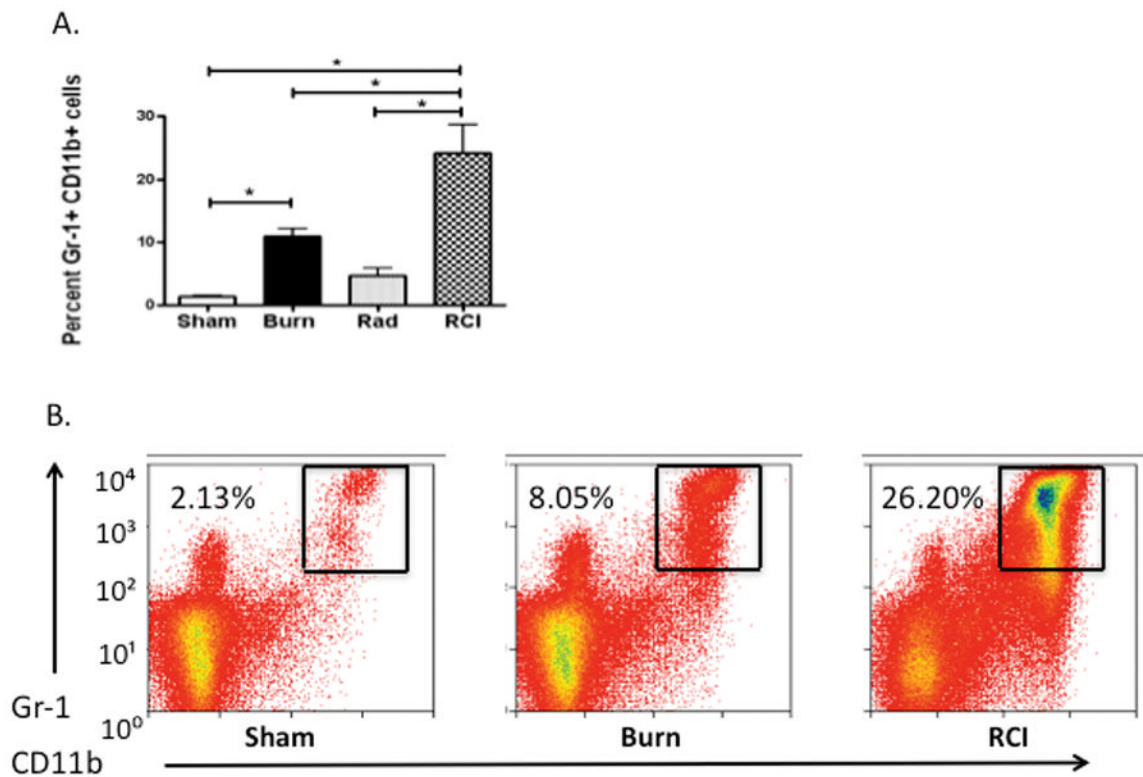 A.
*
*
*
*
Percent Gr-1+ CD11b+ cells
30
20
10
0
Sham Burn Rad RCI
B.
10⁴
10³
10²
10¹
10⁰
2.13% 8.05% 26.20%
Gr-1
Sham Burn RCI
CD11b